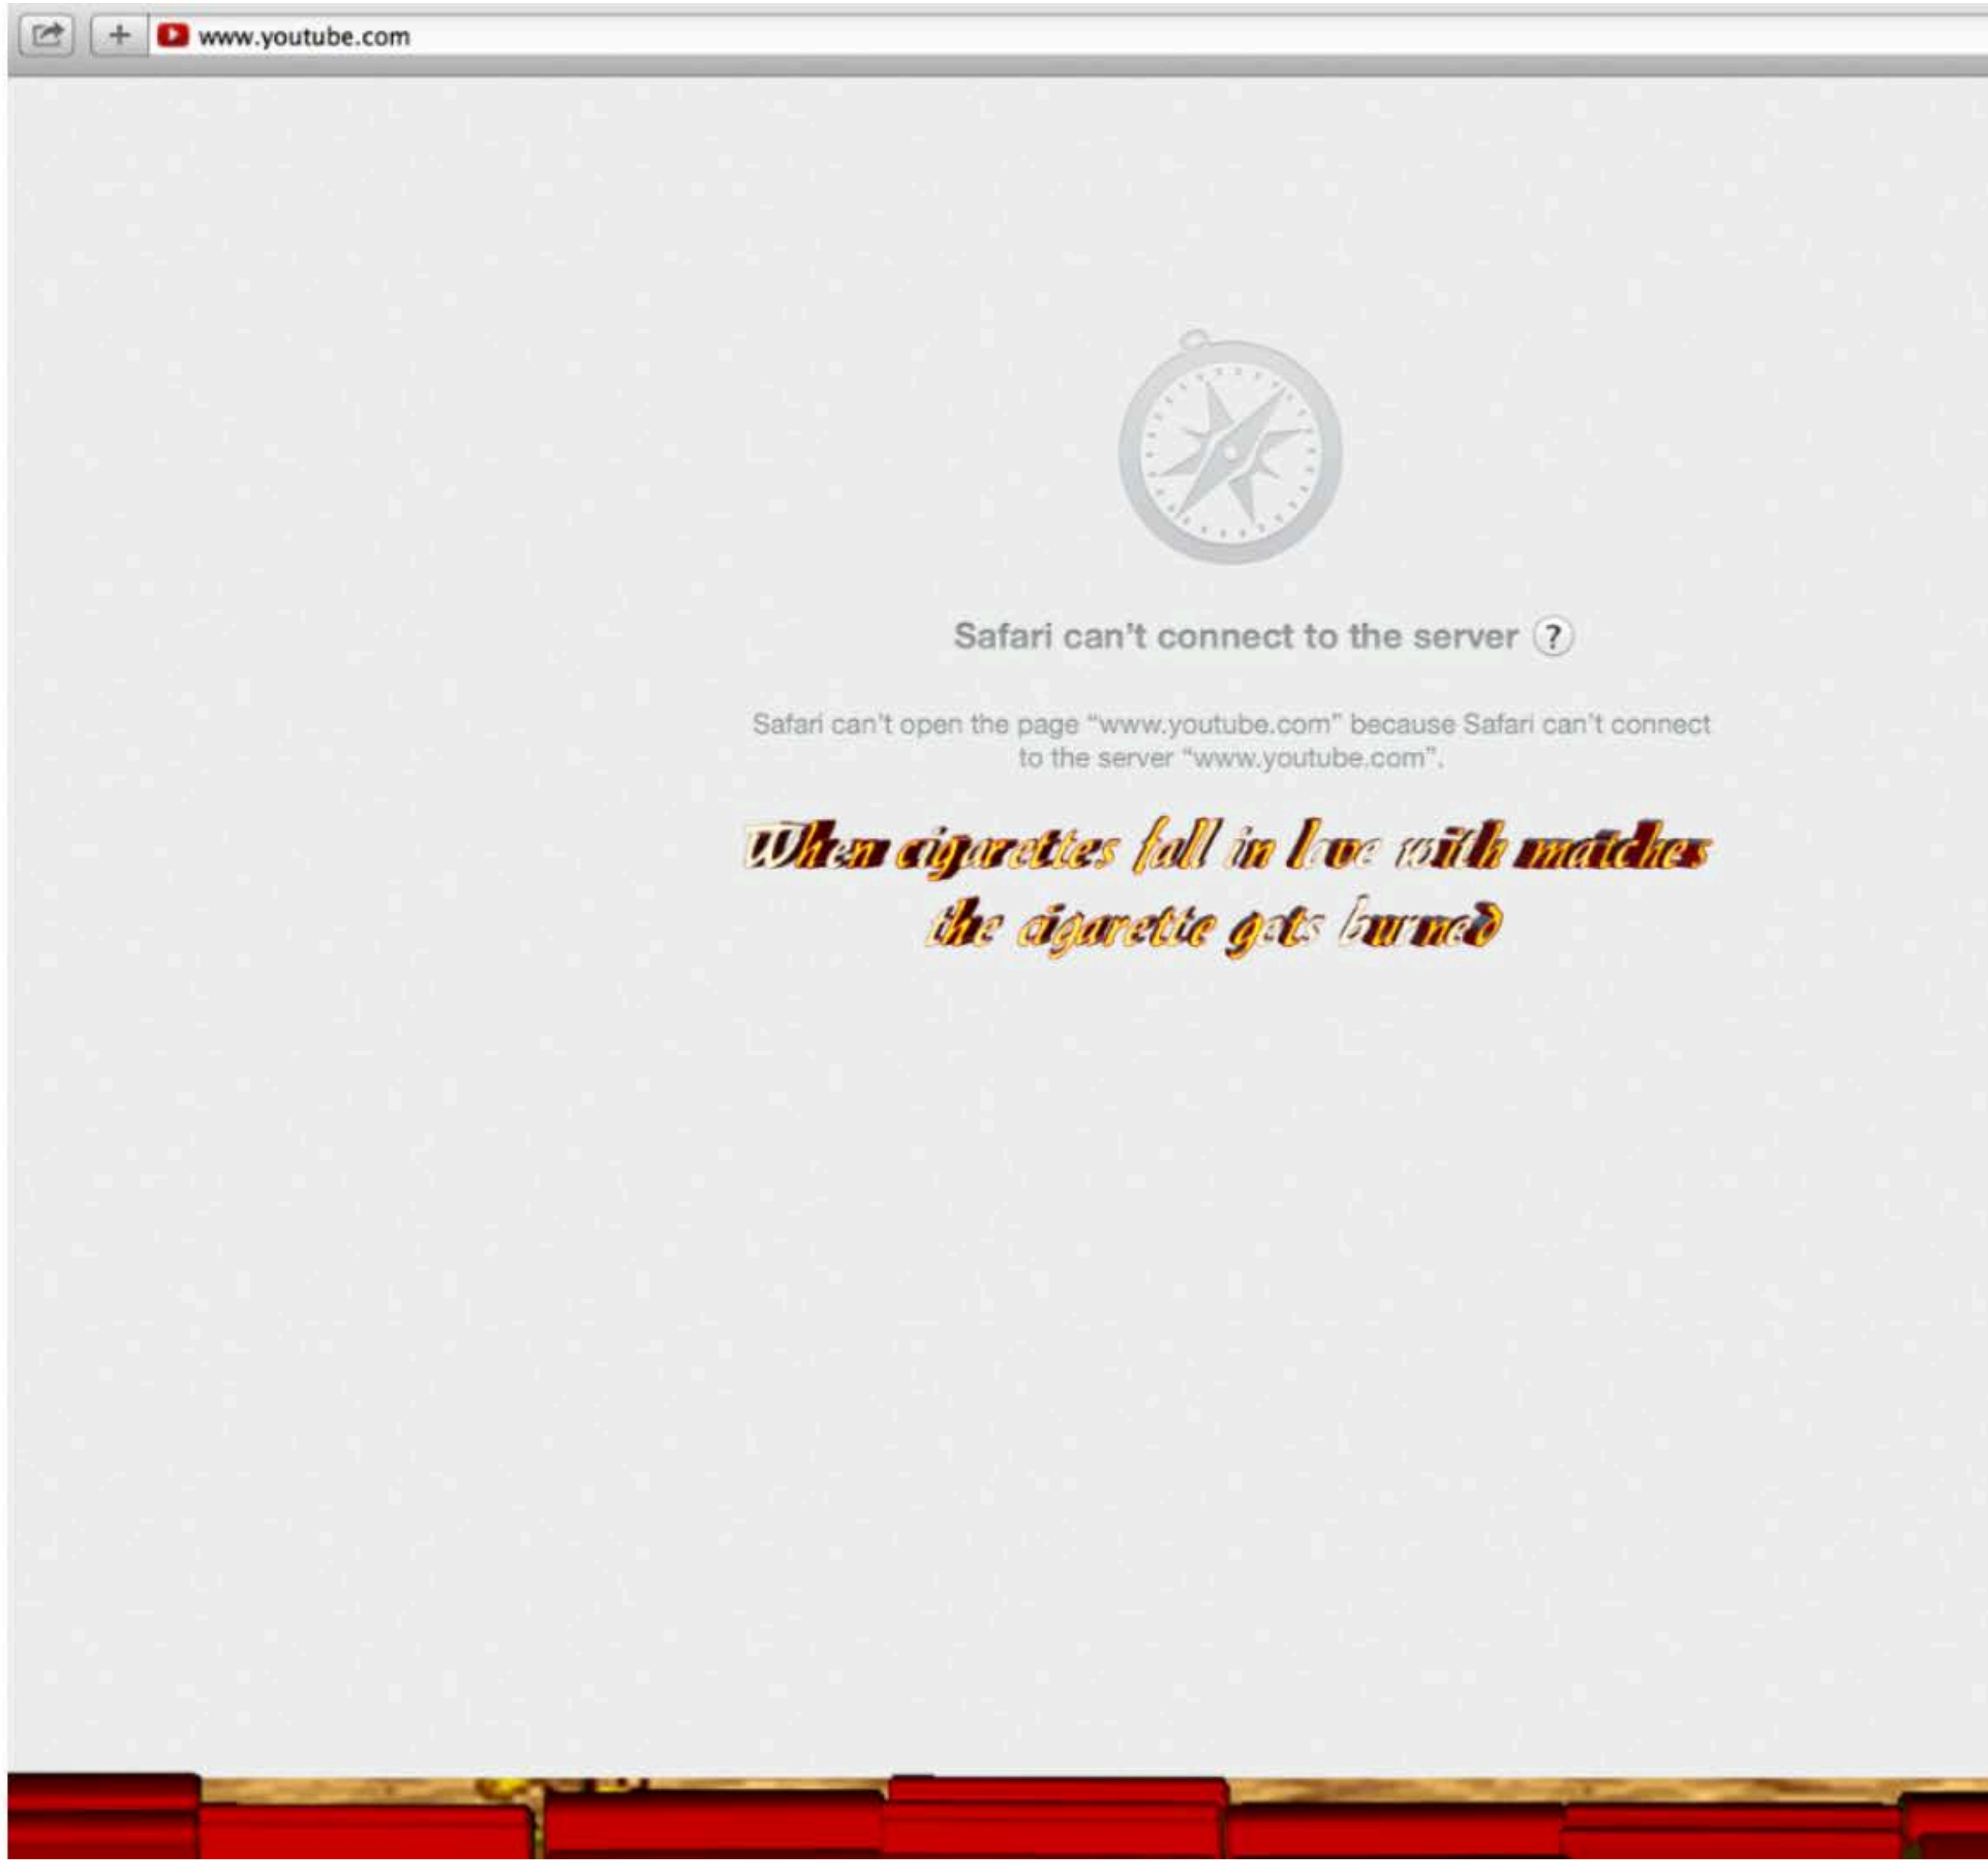 www.youtube.com
Safari can't connect to the server ?
Safari can't open the page “www.youtube.com” because Safari can't connect
to the server “www.youtube.com”.
When cigarettes fall in love with matches
the cigarette gets burned